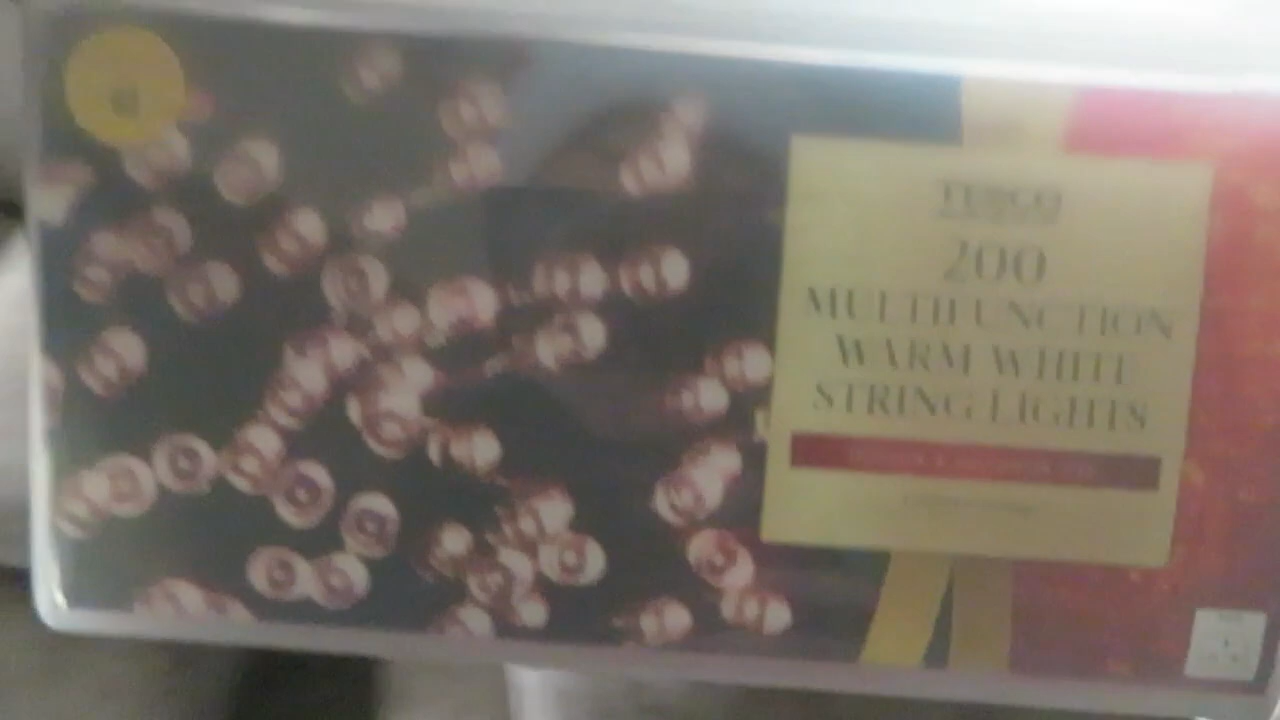 TESCO
200
MULTIFUNCTION
WARM WHITE
STRING LIGHTS